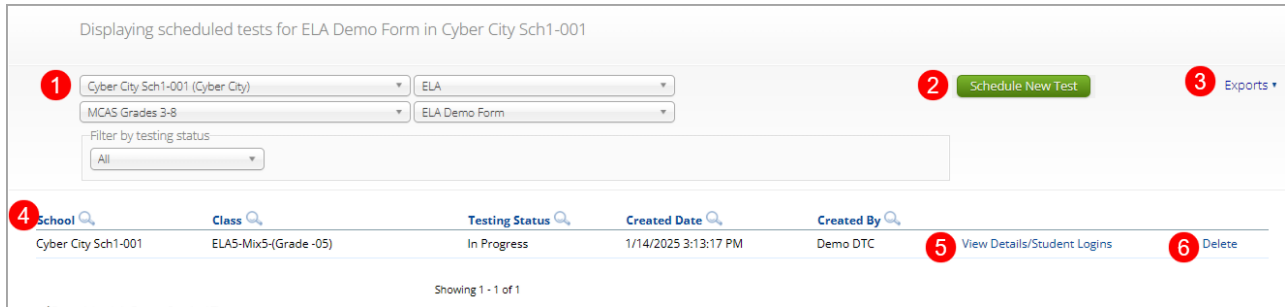 Displaying scheduled tests for ELA Demo Form in Cyber City Sch1-001
1 Cyber City Sch1-001 (Cyber City) ELA 2 Schedule New Test 3 Exports
MCAS Grades 3-8 ELA Demo Form
Filter by testing status
All
4 School Class Testing Status Created Date Created By
Cyber City Sch1-001 ELA5-Mix5-(Grade -05) In Progress 1/14/2025 3:13:17 PM Demo DTC 5 View Details/Student Logins 6 Delete
Showing 1 - 1 of 1